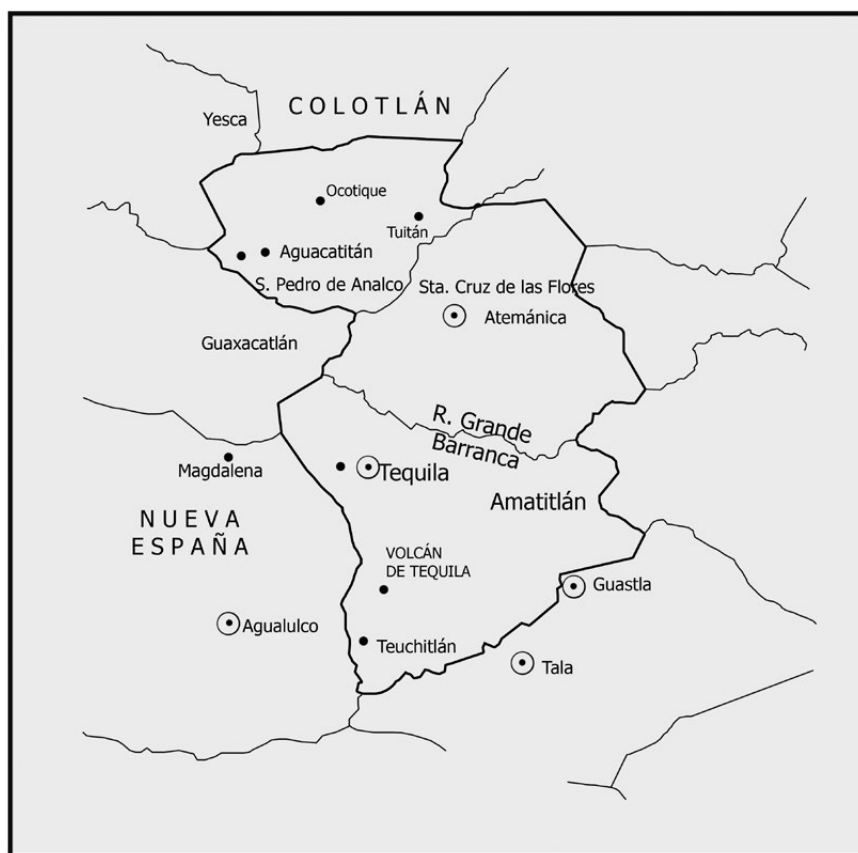 COLOTLÁN
Yesca
Ocotique
Tuitán
Aguacatitán
S. Pedro de Analco
Sta. Cruz de las Flores
Atemánica
Guaxacatlán
R. Grande
Barranca
Magdalena
Tequila
Amatitlán
NUEVA
ESPAÑA
VOLCÁN
DE TEQUILA
Guastla
Agualulco
Teuchitlán
Tala